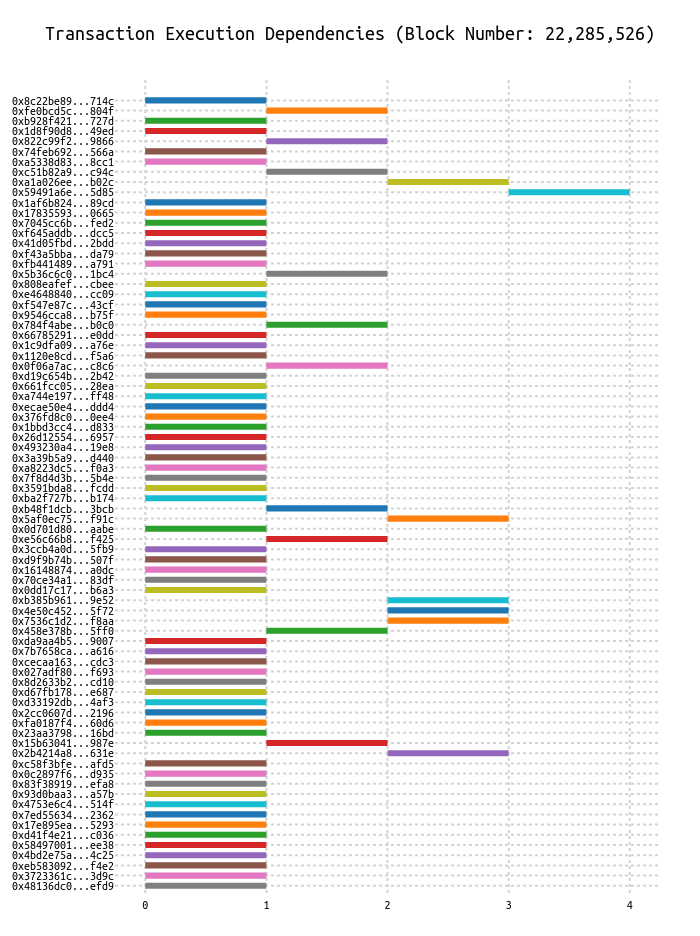 Transaction Execution Dependencies (Block Number: 22,285,526)
0x8c22be89...714c
0xfe0bcd5c...804f
0xb928f421...727d
0x1d8f90d8...49ed
0x822c99f2...9866
0x74feb692...566a
0xa5338d83...8cc1
0xc51b82a9...c94c
0xa1a026ee...b02c
0x59491a6e...5d85
0x1af6b824...89cd
0x17835593...0665
0x7045cc6b...fed2
0xf645addb...dcc5
0x41d05fbd...2bdd
0xf43a5bba...da79
0xfb441489...a791
0x5b36c6c0...1bc4
0x808eafef...cbee
0xe4648840...cc09
0xf547e87c...43cf
0x9546cca8...b75f
0x784f4abe...b0c0
0x66785291...e0dd
0x1c9dfa09...a76e
0x1120e8cd...f5a6
0x0f06a7ac...c8c6
0xd19c654b...2b42
0x661fcc05...28ea
0xa744e197...ff48
0xecae50e4...ddd4
0x376fd8c0...0ee4
0x1bbd3cc4...d833
0x26d12554...6957
0x493230a4...19e8
0x3a39b5a9...d440
0xa8223dc5...f0a3
0x7f8d4d3b...5b4e
0x3591bda8...fcdd
0xba2f727b...b174
0xb48f1dcb...3bcb
0x5af0ec75...f91c
0x0d701d80...aabe
0xe56c66b8...f425
0x3ccb4a0d...5fb9
0xd9f9b74b...507f
0x16148874...a0dc
0x70ce34a1...83df
0x0dd17c17...b6a3
0xb385b961...9e52
0x4e50c452...5f72
0x7536c1d2...f8aa
0x458e378b...5ff0
0xda9aa4b5...9007
0x7b7658ca...a616
0xcecaa163...cdc3
0x027adf80...f693
0x8d2633b2...cd10
0xd67fb178...e687
0xd33192db...4af3
0x2cc0607d...2196
0xfa0187f4...60d6
0x23aa3798...16bd
0x15b63041...987e
0x2b4214a8...631e
0xc58f3bfe...afd5
0x0c2897f6...d935
0x83f38919...efa8
0x93d0baa3...a57b
0x4753e6c4...514f
0x7ed55634...2362
0x17e895ea...5293
0xd41f4e21...c036
0x58497001...ee38
0x4bd2e75a...4c25
0xeb583092...f4e2
0x3723361c...3d9c
0x48136dc0...efd9
0 1 2 3 4